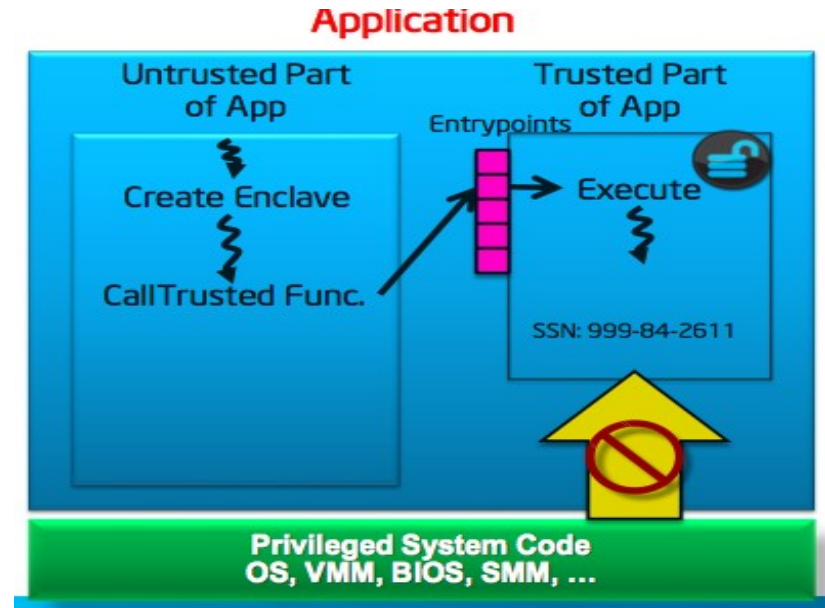 Application
Untrusted Part
of App
Create Enclave
CallTrusted Func.
Entrypoints
Trusted Part
of App
Execute
SSN: 999-84-2611
Privileged System Code
OS, VMM, BIOS, SMM, ...